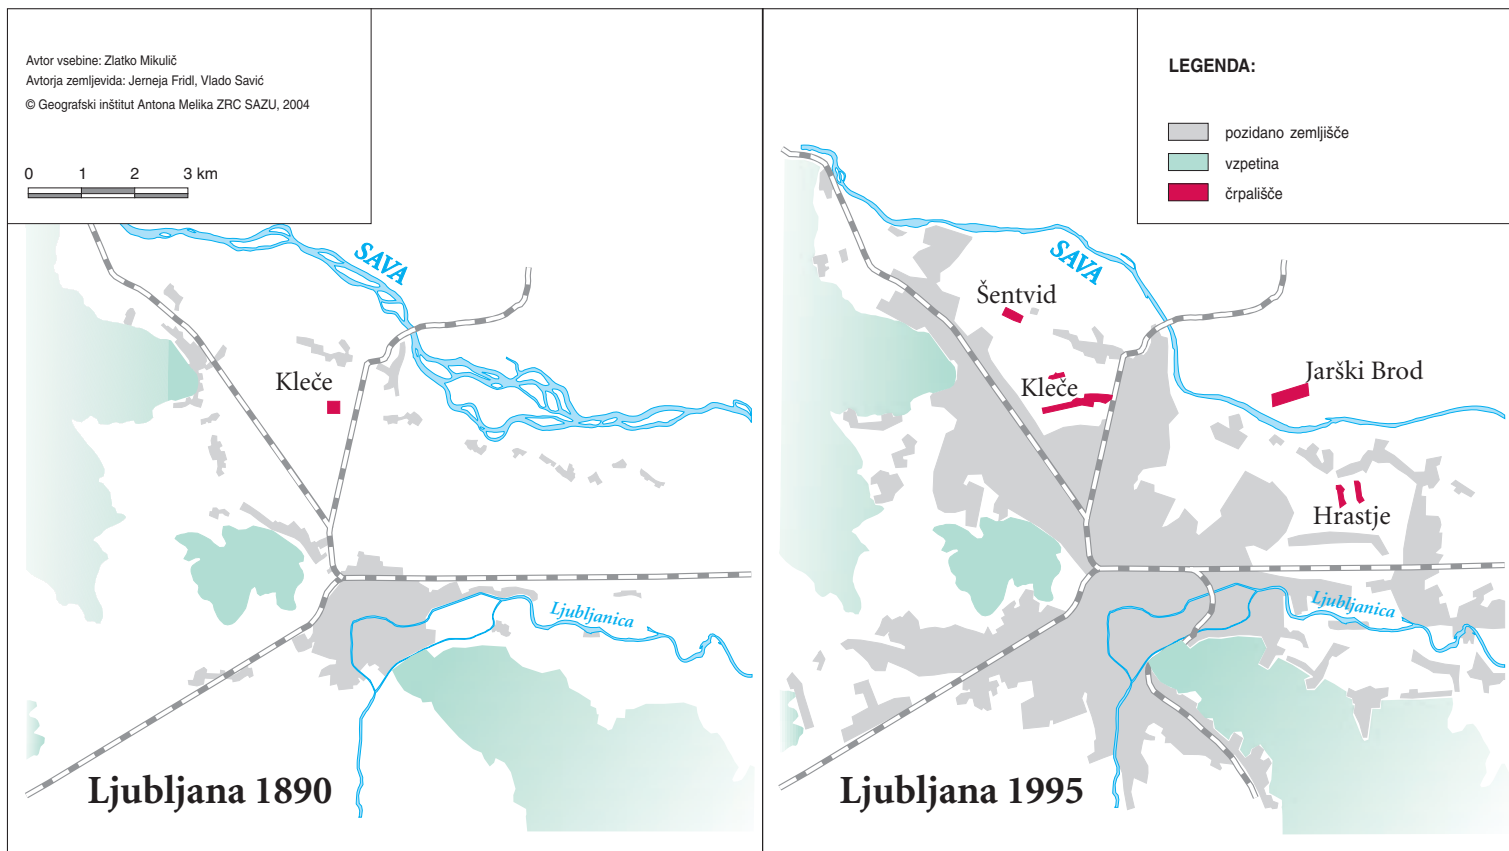 Avtor vsebine: Zlatko Mikulič
Avtorja zemljevida: Jerneja Fridl, Vlado Savić
© Geografski inštitut Antona Melika ZRC SAZU, 2004
0 1 2 3 km
SAVA
Kleče
Ljubljanica
Ljubljana 1890
LEGENDA:
pozidano zemljišče
vzpetina
črpališče
SAVA
Šentvid
Kleče
Jarški Brod
Hrastje
Ljubljanica
Ljubljana 1995